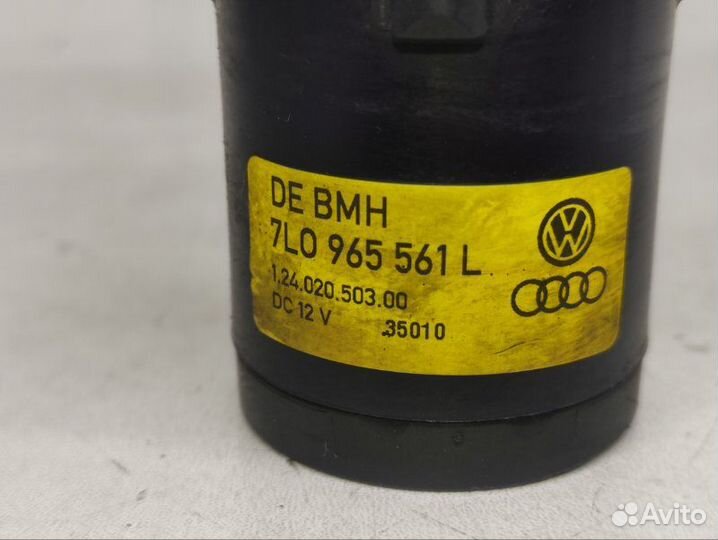 DE BMH
7L0 965 561 L
1.24.020.503.00
DC 12 V 35010
Avito